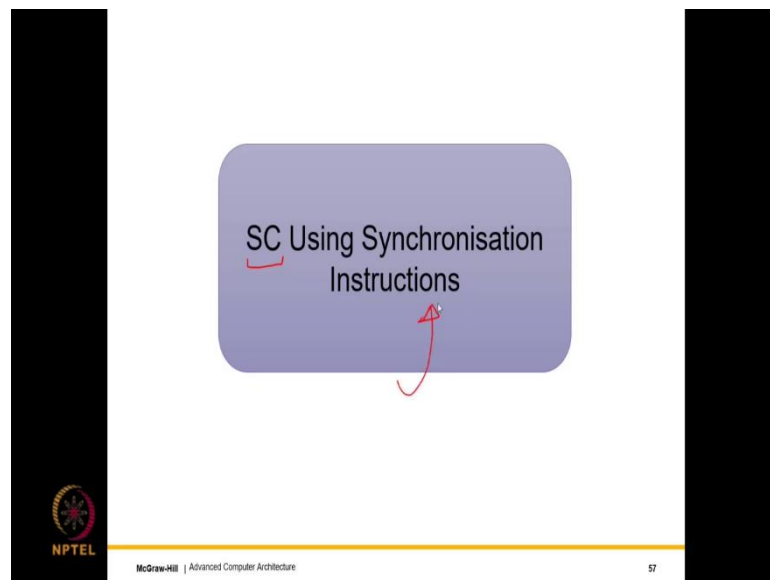 SC Using Synchronisation
Instructions
NPTEL
McGraw-Hill | Advanced Computer Architecture
57